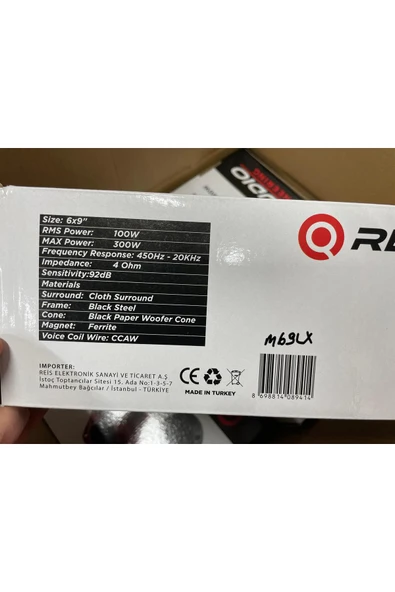 DIO
Size: 6x9"
RMS Power: 100W
MAX Power: 300W
Frequency Response: 450Hz - 20KHz
Impedance: 4 Ohm
Sensitivity:92dB
Materials
Surround: Cloth Surround
Frame: Black Steel
Cone: Black Paper Woofer Cone
Magnet: Ferrite
Voice Coil Wire: CCAW
RE
M69LX
IMPORTER:
REİS ELEKTRONİK SANAYİ VE TİCARET A.Ş
İstoç Toptancılar Sitesi 15. Ada No:1-3-5-7
Mahmutbey Bağcılar / İstanbul - TÜRKİYE
CE
MADE IN TURKEY
8 698814 089414